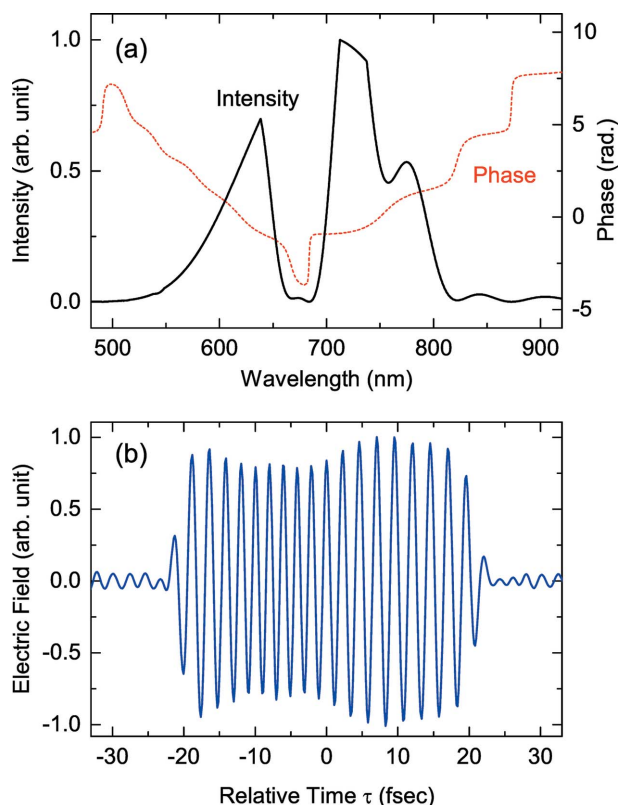 (a)
Intensity (arb. unit)
1.0
0.5
0.0
Intensity
Phase
10
5
0
-5
Phase (rad.)
500 600 700 800 900
Wavelength (nm)
(b)
Electric Field (arb. unit)
1.0
0.5
0.0
-0.5
-1.0
-30 -20 -10 0 10 20 30
Relative Time τ (fsec)